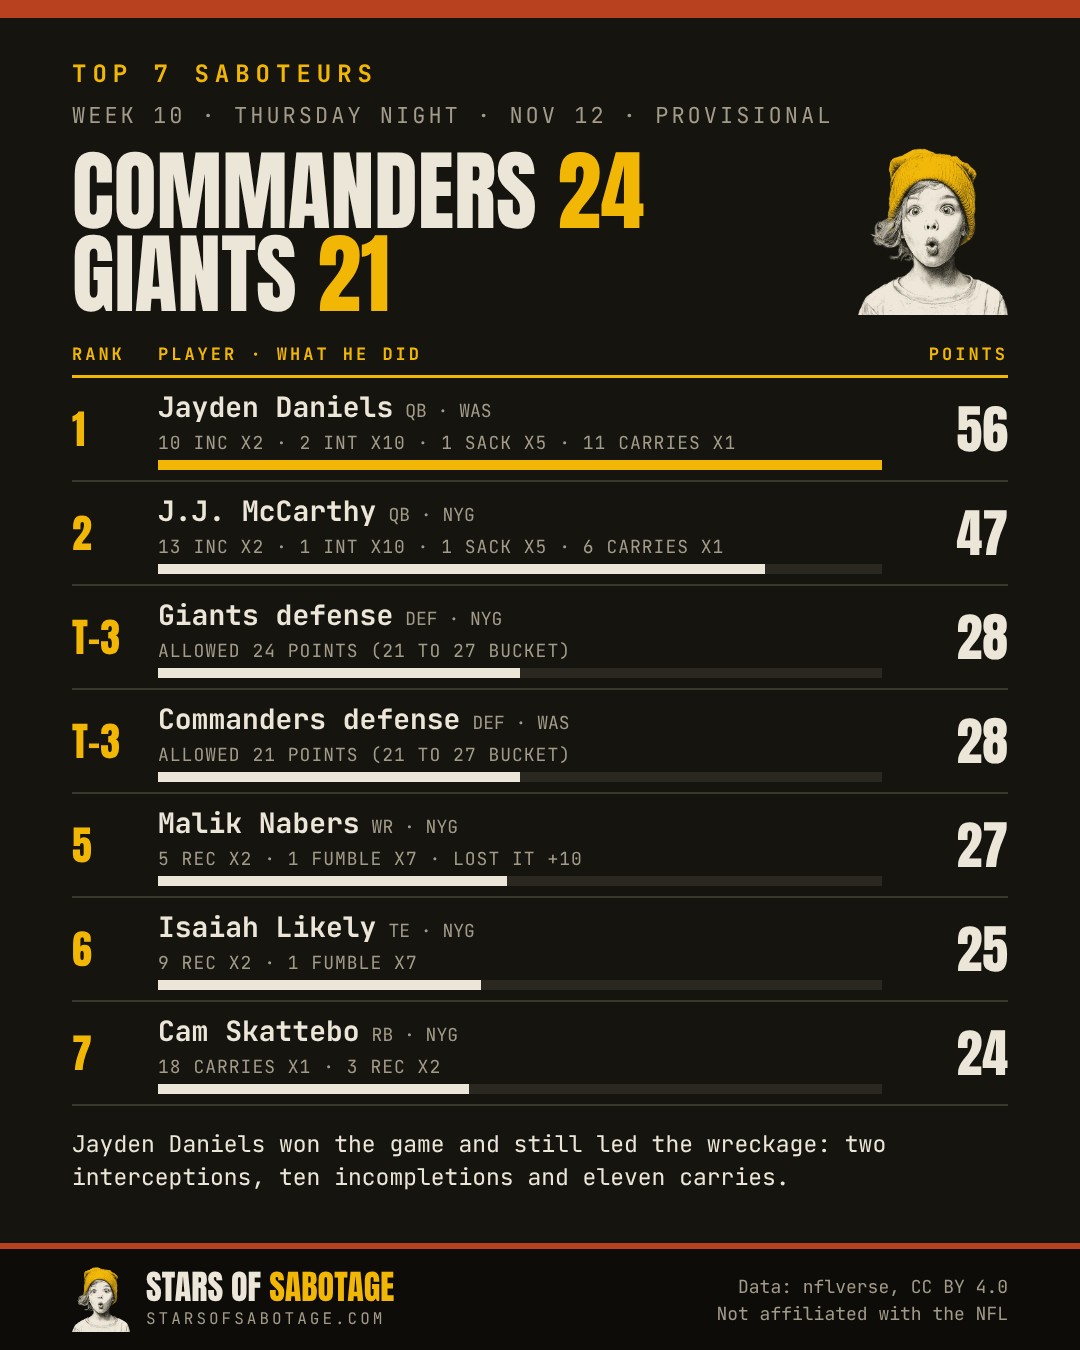 TOP 7 SABOTEURS
WEEK 10 · THURSDAY NIGHT · NOV 12 · PROVISIONAL
COMMANDERS 24
GIANTS 21
RANK PLAYER · WHAT HE DID POINTS
1 Jayden Daniels QB · WAS 56
10 INC X2 · 2 INT X10 · 1 SACK X5 · 11 CARRIES X1
2 J.J. McCarthy QB · NYG 47
13 INC X2 · 1 INT X10 · 1 SACK X5 · 6 CARRIES X1
T-3 Giants defense DEF · NYG 28
ALLOWED 24 POINTS (21 TO 27 BUCKET)
T-3 Commanders defense DEF · WAS 28
ALLOWED 21 POINTS (21 TO 27 BUCKET)
5 Malik Nabers WR · NYG 27
5 REC X2 · 1 FUMBLE X7 · LOST IT +10
6 Isaiah Likely TE · NYG 25
9 REC X2 · 1 FUMBLE X7
7 Cam Skattebo RB · NYG 24
18 CARRIES X1 · 3 REC X2
Jayden Daniels won the game and still led the wreckage: two
interceptions, ten incompletions and eleven carries.
STARS OF SABOTAGE
STARSOFSABOTAGE.COM
Data: nflverse, CC BY 4.0
Not affiliated with the NFL